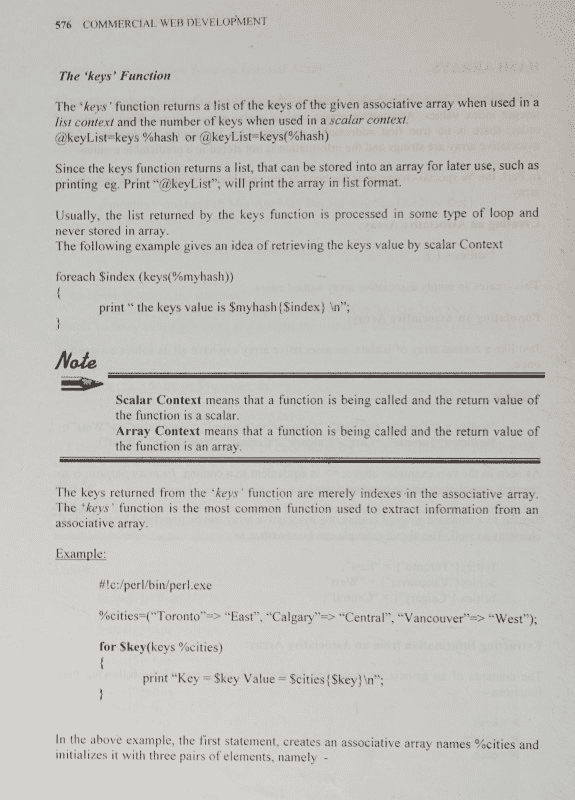 576 COMMERCIAL WEB DEVELOPMENT
The 'keys' Function
The 'keys' function returns a list of the keys of the given associative array when used in a
list context and the number of keys when used in a scalar context.
@keyList=keys %hash or @keyList=keys(%hash)
Since the keys function returns a list, that can be stored into an array for later use, such as
printing eg. Print "@keyList"; will print the array in list format.
Usually, the list returned by the keys function is processed in some type of loop and
never stored in array.
The following example gives an idea of retrieving the keys value by scalar Context
foreach $index (keys(%myhash))
{
print " the keys value is $myhash{$index} \n";
}
Note
Scalar Context means that a function is being called and the return value of
the function is a scalar.
Array Context means that a function is being called and the return value of
the function is an array.
The keys returned from the 'keys' function are merely indexes in the associative array.
The 'keys' function is the most common function used to extract information from an
associative array.
Example:
#!c:/perl/bin/perl.exe
%cities=("Toronto"=> "East", "Calgary"=> "Central", "Vancouver"=> "West");
for $key(keys %cities)
{
print "Key = $key Value = $cities{$key}\n";
}
In the above example, the first statement, creates an associative array names %cities and
initializes it with three pairs of elements, namely -